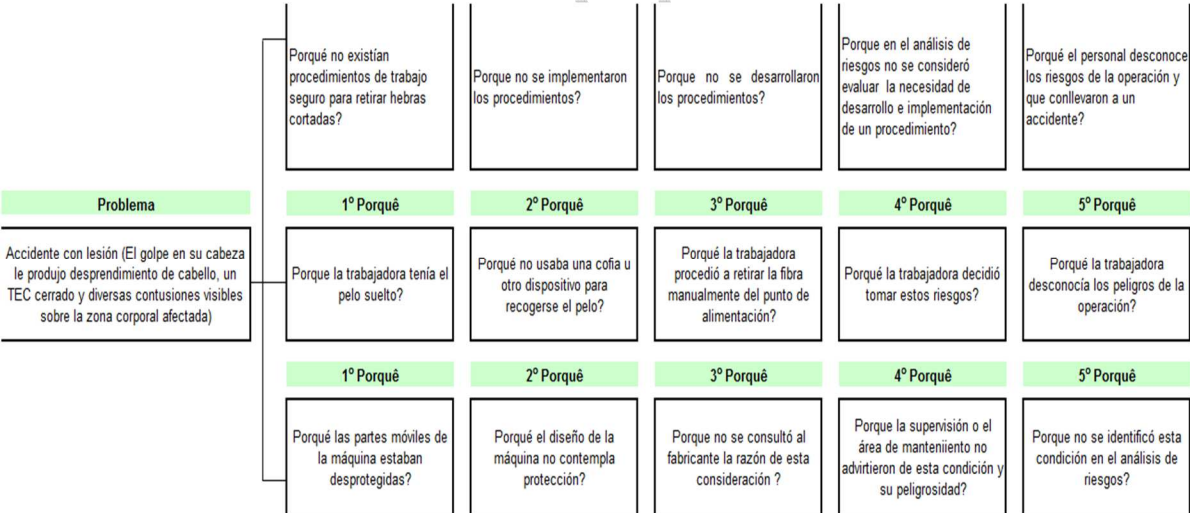 Porqué no existían
procedimientos de trabajo
seguro para retirar hebras
cortadas?
Porque no se implementaron
los procedimientos?
Porque no se desarrollaron
los procedimientos?
Porque en el análisis de
riesgos no se consideró
evaluar la necesidad de
desarrollo e implementación
de un procedimiento?
Porqué el personal desconoce
los riesgos de la operación y
que conllevaron a un
accidente?
Problema
1º Porquê
2º Porquê
3º Porquê
4º Porquê
5º Porquê
Accidente con lesión (El golpe en su cabeza
le produjo desprendimiento de cabello, un
TEC cerrado y diversas contusiones visibles
sobre la zona corporal afectada)
Porque la trabajadora tenía el
pelo suelto?
Porqué no usaba una cofia u
otro dispositivo para
recogerse el pelo?
Porqué la trabajadora
procedió a retirar la fibra
manualmente del punto de
alimentación?
Porqué la trabajadora decidió
tomar estos riesgos?
Porqué la trabajadora
desconocía los peligros de la
operación?
1º Porquê
2º Porquê
3º Porquê
4º Porquê
5º Porquê
Porqué las partes móviles de
la máquina estaban
desprotegidas?
Porqué el diseño de la
máquina no contempla
protección?
Porque no se consultó al
fabricante la razón de esta
consideración ?
Porque la supervisión o el
área de manteniiento no
advirtieron de esta condición y
su peligrosidad?
Porque no se identificó esta
condición en el análisis de
riesgos?